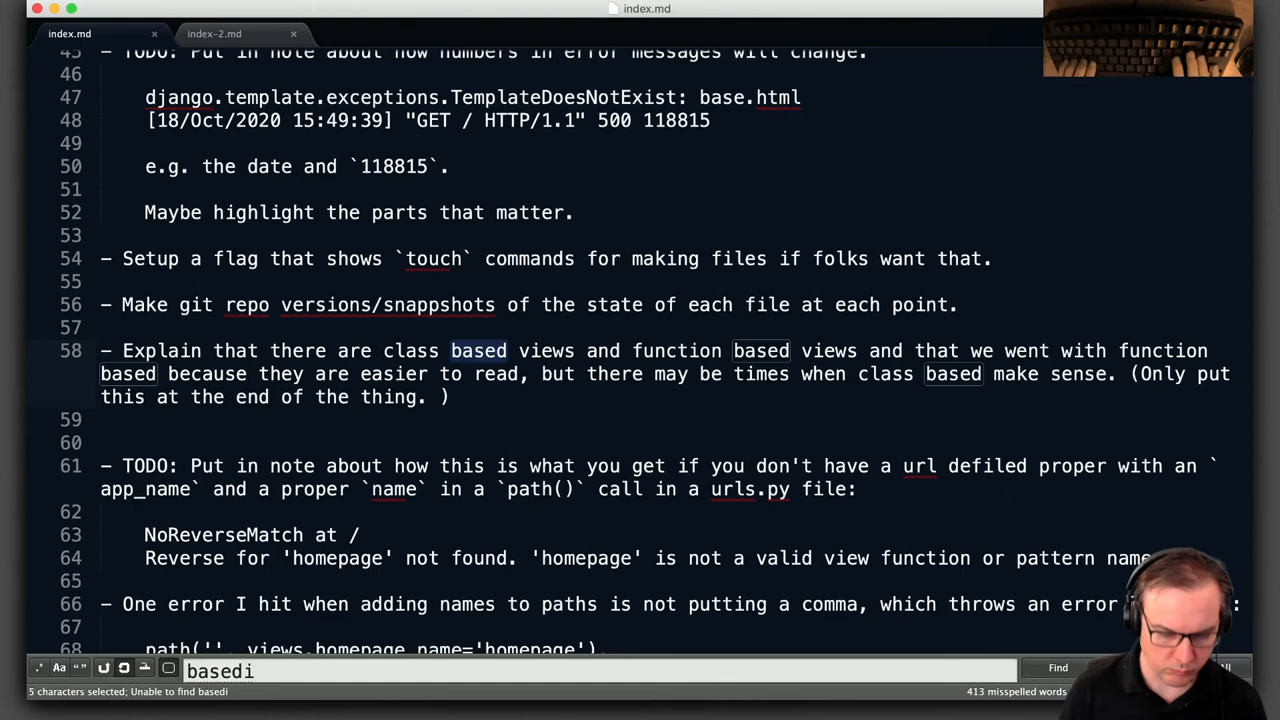 index.md
index.md ×
index-2.md ×
45 - TODO: Put in note about how numbers in error messages will change.
46
47 django.template.exceptions.TemplateDoesNotExist: base.html
48 [18/Oct/2020 15:49:39] "GET / HTTP/1.1" 500 118815
49
50 e.g. the date and `118815`.
51
52 Maybe highlight the parts that matter.
53
54 - Setup a flag that shows `touch` commands for making files if folks want that.
55
56 - Make git repo versions/snappshots of the state of each file at each point.
57
58 - Explain that there are class based views and function based views and that we went with function
based because they are easier to read, but there may be times when class based make sense. (Only put
this at the end of the thing. )
59
60
61 - TODO: Put in note about how this is what you get if you don't have a url defiled proper with an `
app_name` and a proper `name` in a `path()` call in a urls.py file:
62
63 NoReverseMatch at /
64 Reverse for 'homepage' not found. 'homepage' is not a valid view function or pattern name
65
66 - One error I hit when adding names to paths is not putting a comma, which throws an error :
67
68 path('', views.homepage name='homepage'),
.* Aa “” basedi Find
5 characters selected; Unable to find basedi 413 misspelled words